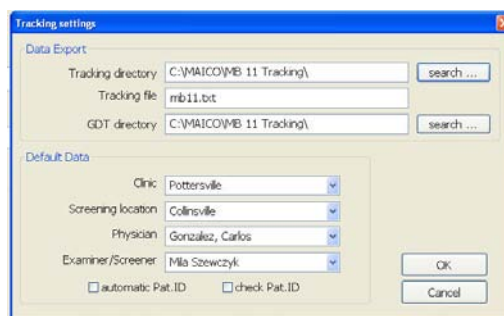 Tracking settings
Data Export
Tracking directory C:\MAICO\MB 11 Tracking\ search ...
Tracking file mb11.txt
GDT directory C:\MAICO\MB 11 Tracking\ search ...
Default Data
Clinic Pottersville
Screening location Colinsville
Physician Gonzalez, Carlos
Examiner/Screener Mila Szewczyk
automatic Pat.ID check Pat.ID
OK
Cancel